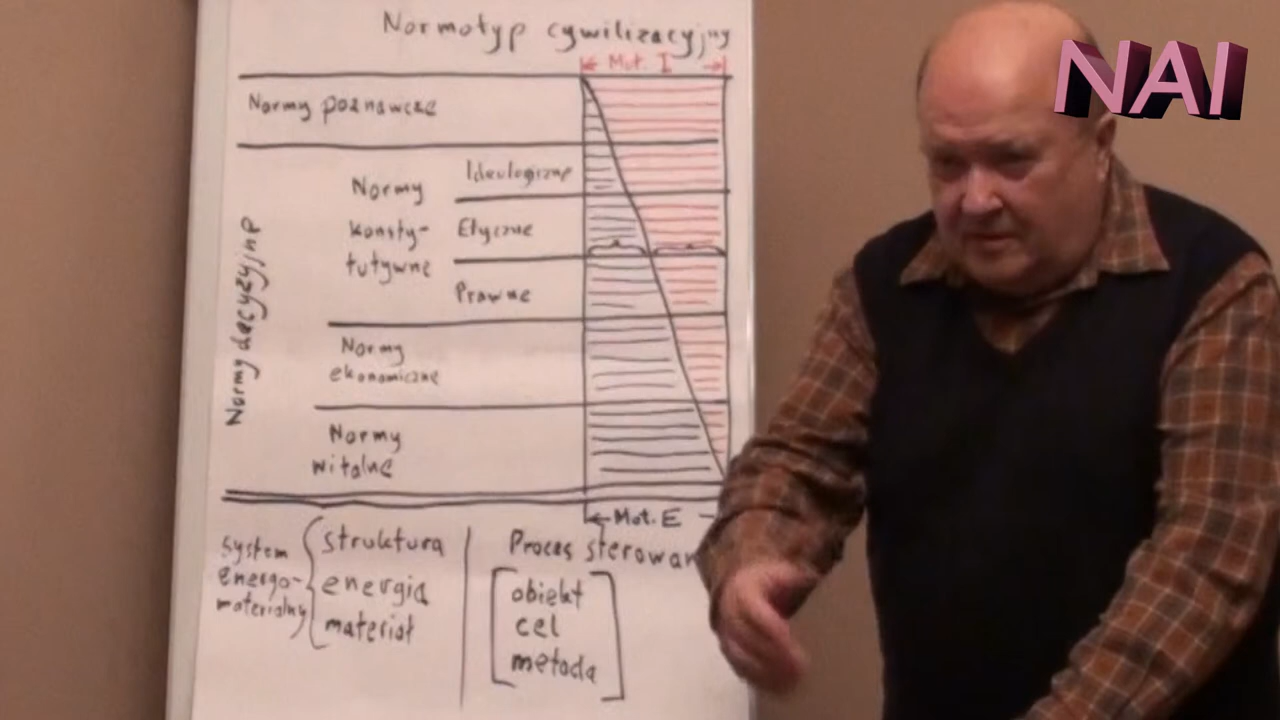 Normotyp cywilizacyjny
Mot. I
NAI
Normy poznawcze
Normy decyzyjne
Normy
konsty-
tutywne
Ideologiczne
Etyczne
Prawne
Normy
ekonomiczne
Normy
witalne
Mot. E
System
energo-
materialny
struktura
energia
materiał
Proces sterowan
obiekt
cel
metoda